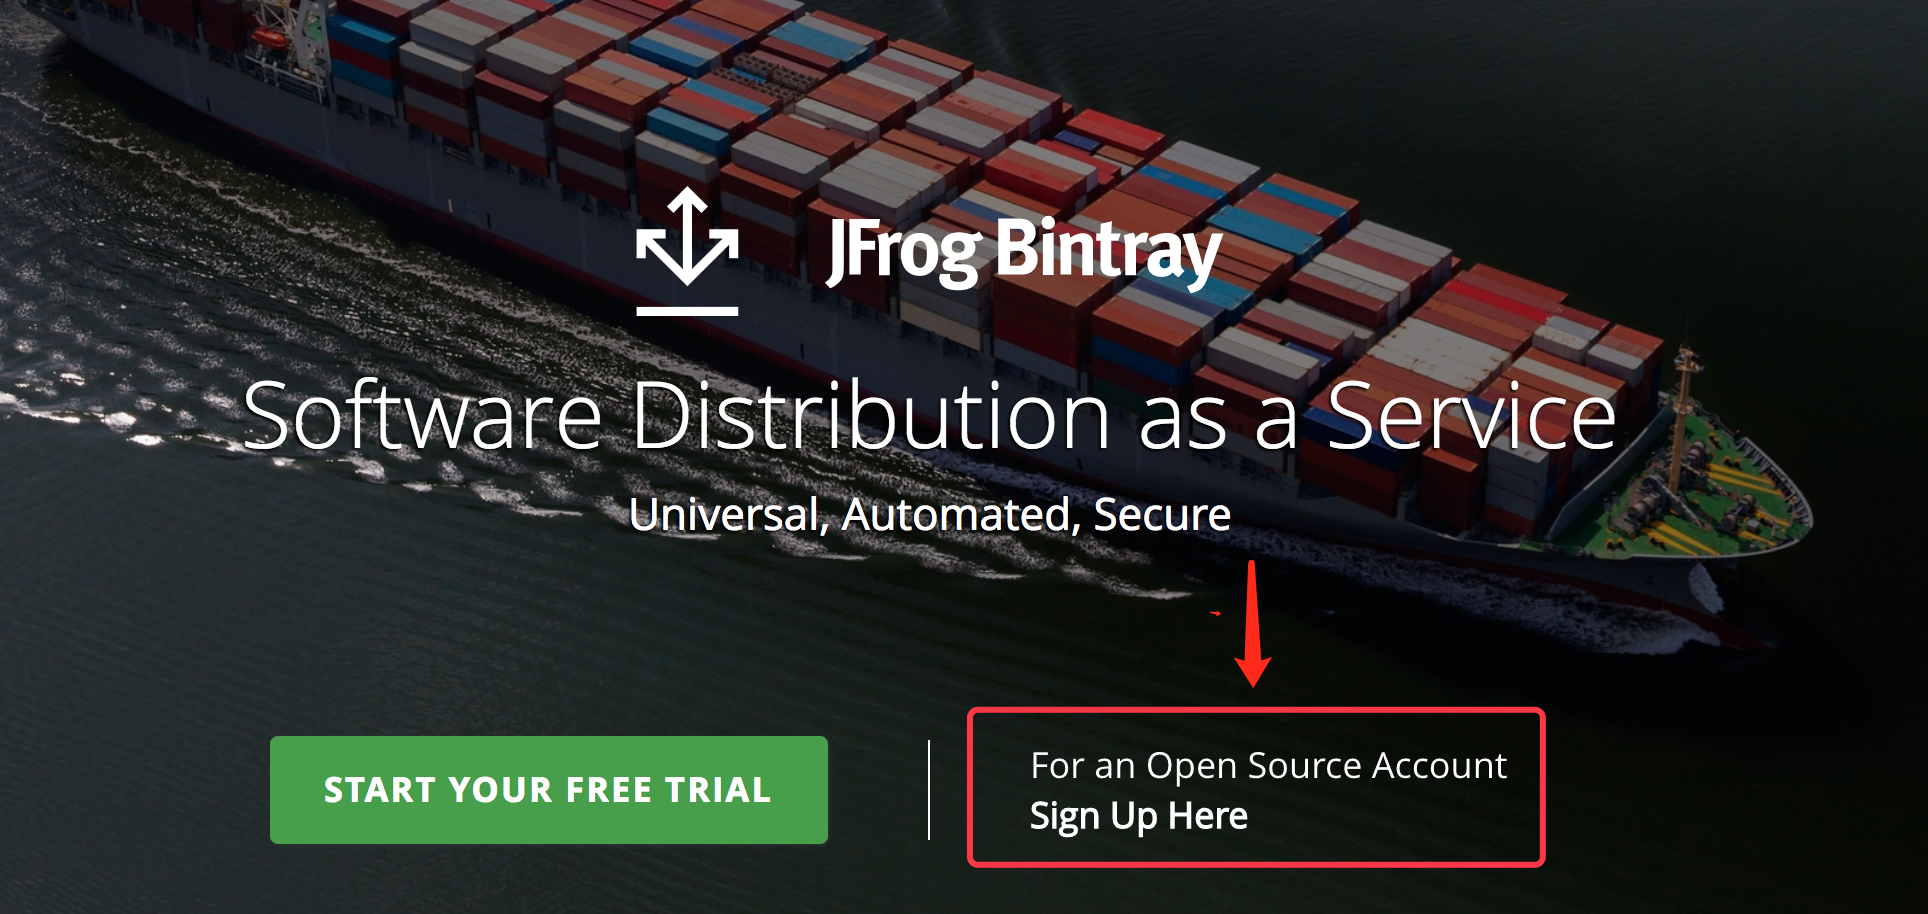 JFrog Bintray
Software Distribution as a Service
Universal, Automated, Secure
START YOUR FREE TRIAL
For an Open Source Account
Sign Up Here